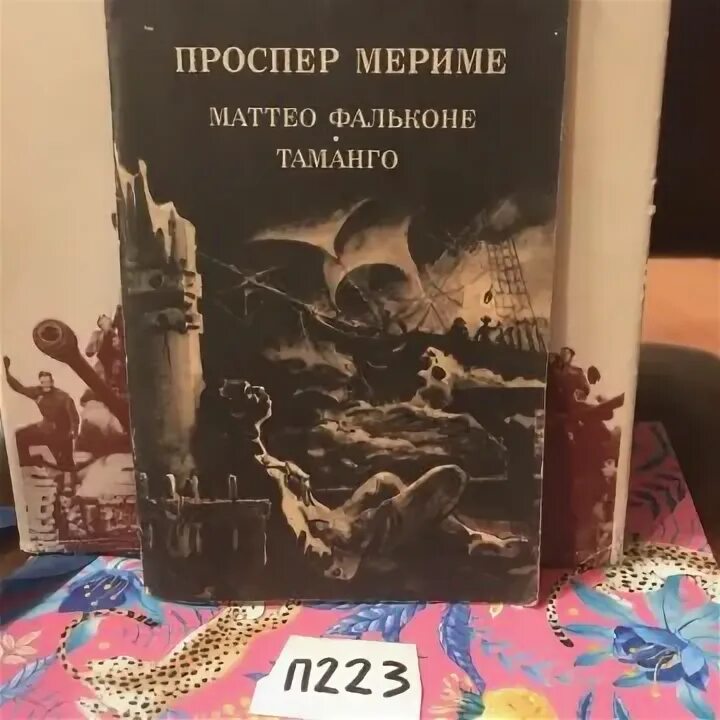 ПРОСПЕР МЕРИМЕ
МАТТЕО ФАЛЬКОНЕ
•
ТАМАНГО
П223